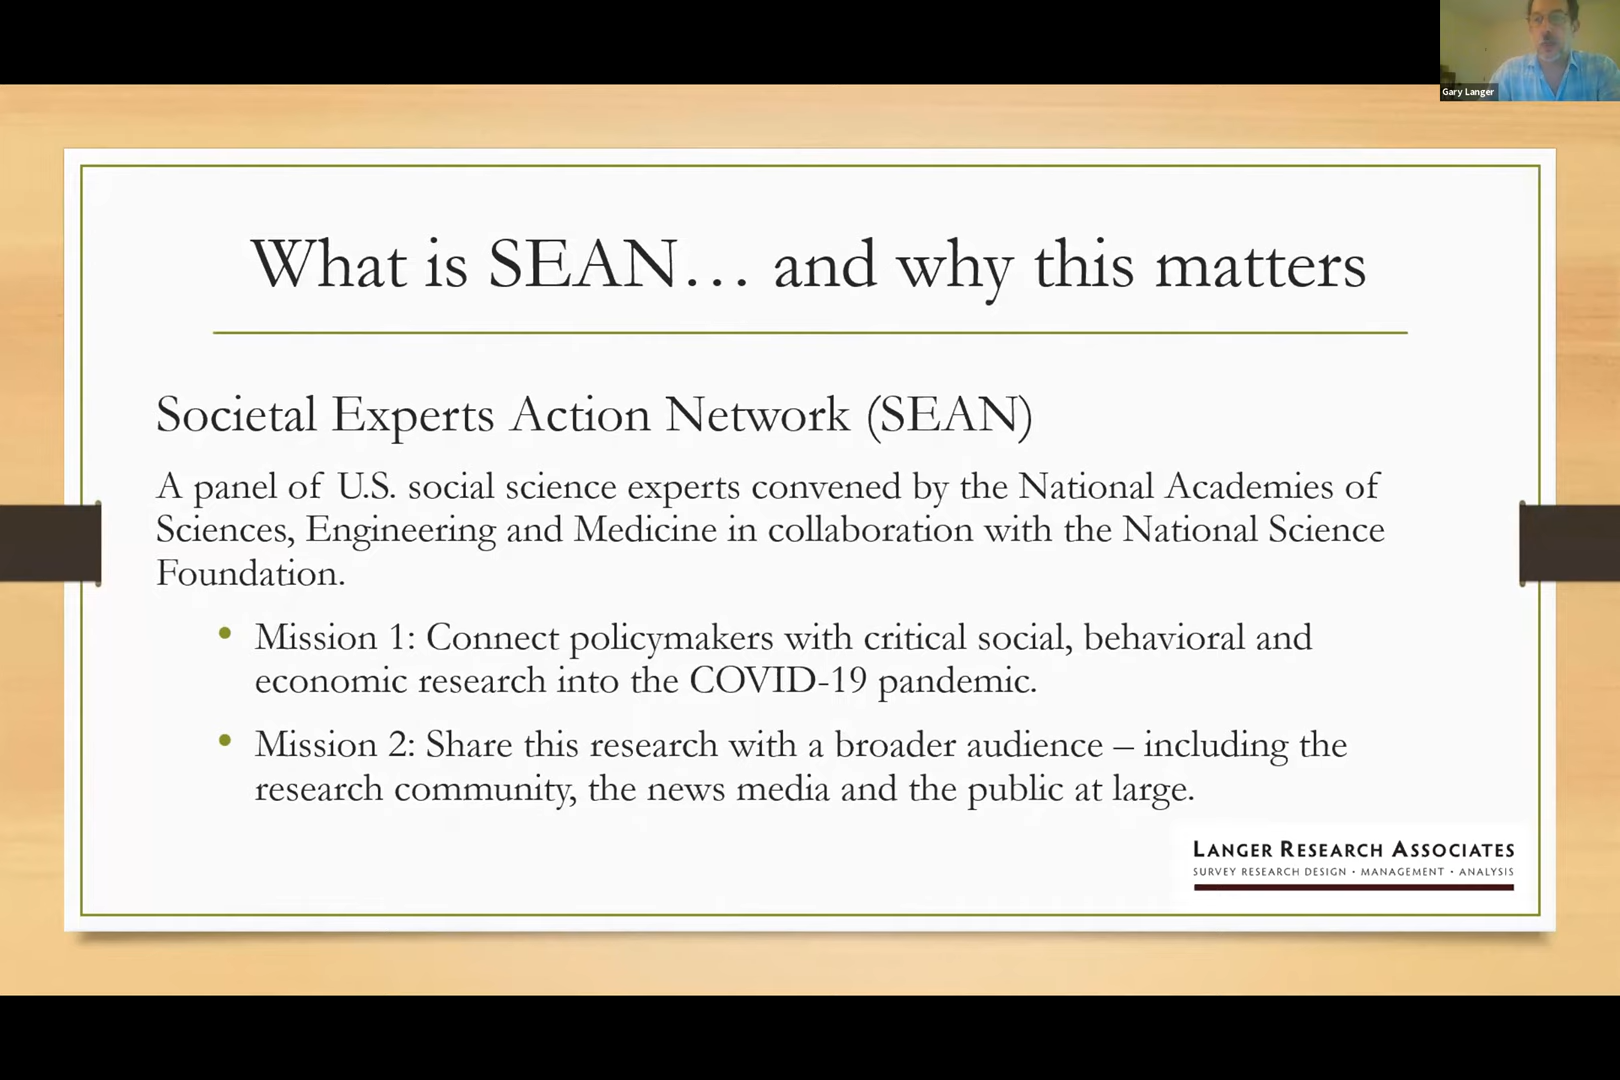 Gary Langer
What is SEAN… and why this matters
Societal Experts Action Network (SEAN)
A panel of U.S. social science experts convened by the National Academies of
Sciences, Engineering and Medicine in collaboration with the National Science
Foundation.
• Mission 1: Connect policymakers with critical social, behavioral and
economic research into the COVID-19 pandemic.
• Mission 2: Share this research with a broader audience – including the
research community, the news media and the public at large.
LANGER RESEARCH ASSOCIATES
SURVEY RESEARCH DESIGN • MANAGEMENT • ANALYSIS